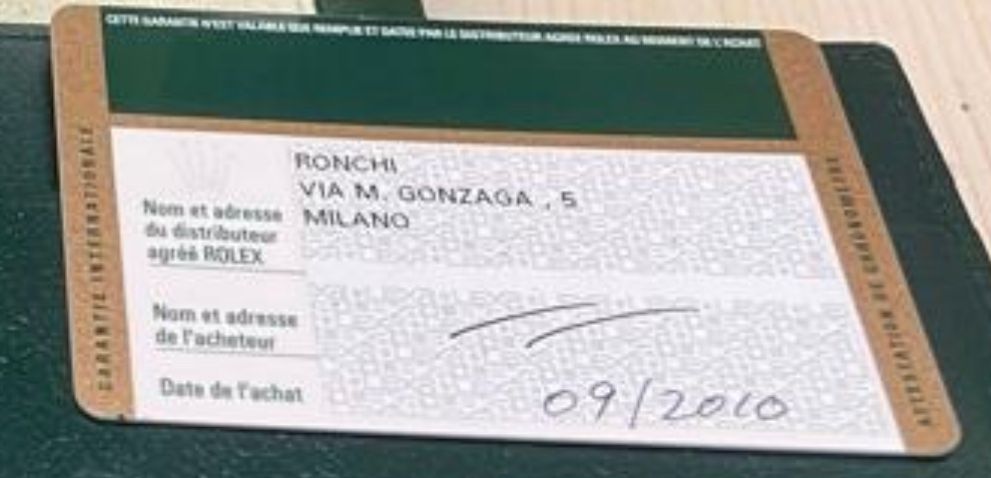 CETTE GARANTIE N'EST VALABLE QUE REMPLIE ET DATÉE PAR LE DISTRIBUTEUR AGRÉÉ ROLEX AU MOMENT DE L'ACHAT
GARANTIE INTERNATIONALE
RONCHI
VIA M. GONZAGA , 5
MILANO
Nom et adresse
du distributeur
agréé ROLEX
Nom et adresse
de l'acheteur
Date de l'achat
09/2010
ATTESTATION DE CHRONOMETRE